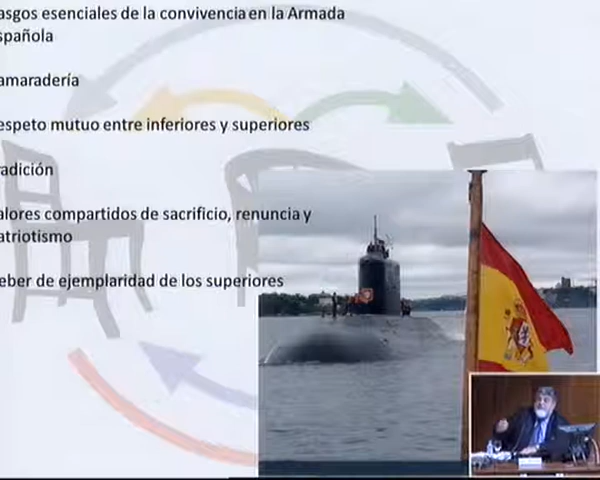 asgos esenciales de la convivencia en la Armada
spañola
amaradería
espeto mutuo entre inferiores y superiores
adición
alores compartidos de sacrificio, renuncia y
atriotismo
eber de ejemplaridad de los superiores